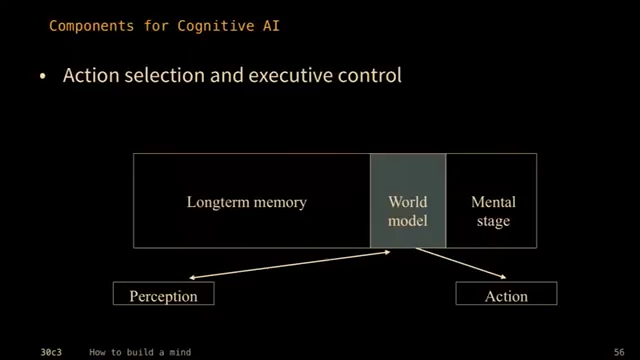 Components for Cognitive AI
• Action selection and executive control
Longterm memory
World
model
Mental
stage
Perception
Action
30c3 How to build a mind 56